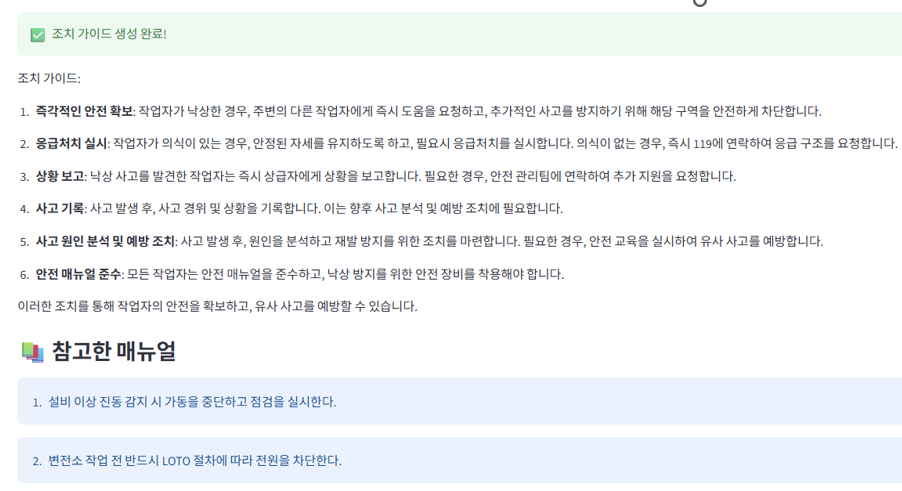 조치 가이드 생성 완료!
조치 가이드:
1. 즉각적인 안전 확보: 작업자가 낙상한 경우, 주변의 다른 작업자에게 즉시 도움을 요청하고, 추가적인 사고를 방지하기 위해 해당 구역을 안전하게 차단합니다.
2. 응급처치 실시: 작업자가 의식이 있는 경우, 안정된 자세를 유지하도록 하고, 필요시 응급처치를 실시합니다. 의식이 없는 경우, 즉시 119에 연락하여 응급 구조를 요청합니다.
3. 상황 보고: 낙상 사고를 발견한 작업자는 즉시 상급자에게 상황을 보고합니다. 필요한 경우, 안전 관리팀에 연락하여 추가 지원을 요청합니다.
4. 사고 기록: 사고 발생 후, 사고 경위 및 상황을 기록합니다. 이는 향후 사고 분석 및 예방 조치에 필요합니다.
5. 사고 원인 분석 및 예방 조치: 사고 발생 후, 원인을 분석하고 재발 방지를 위한 조치를 마련합니다. 필요한 경우, 안전 교육을 실시하여 유사 사고를 예방합니다.
6. 안전 매뉴얼 준수: 모든 작업자는 안전 매뉴얼을 준수하고, 낙상 방지를 위한 안전 장비를 착용해야 합니다.
이러한 조치를 통해 작업자의 안전을 확보하고, 유사 사고를 예방할 수 있습니다.
참고한 매뉴얼
1. 설비 이상 진동 감지 시 가동을 중단하고 점검을 실시한다.
2. 변전소 작업 전 반드시 LOTO 절차에 따라 전원을 차단한다.